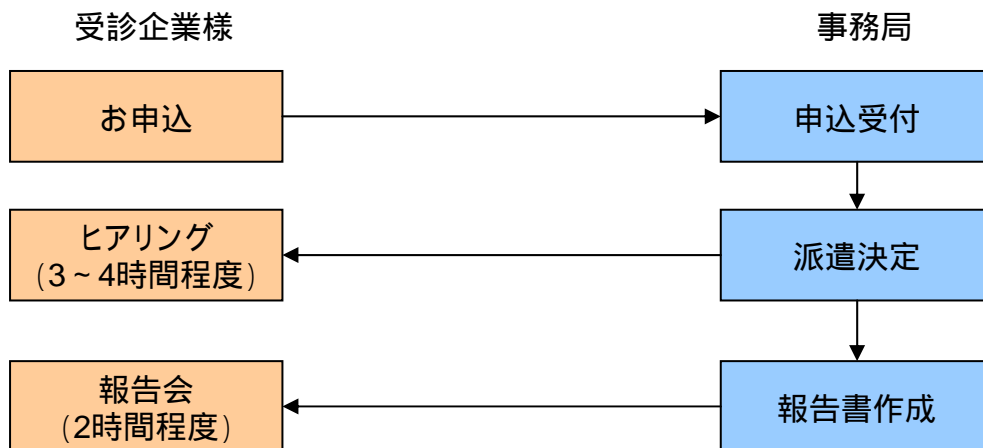 受診企業様
事務局
お申込
申込受付
ヒアリング
(3~4時間程度)
派遣決定
報告会
(2時間程度)
報告書作成